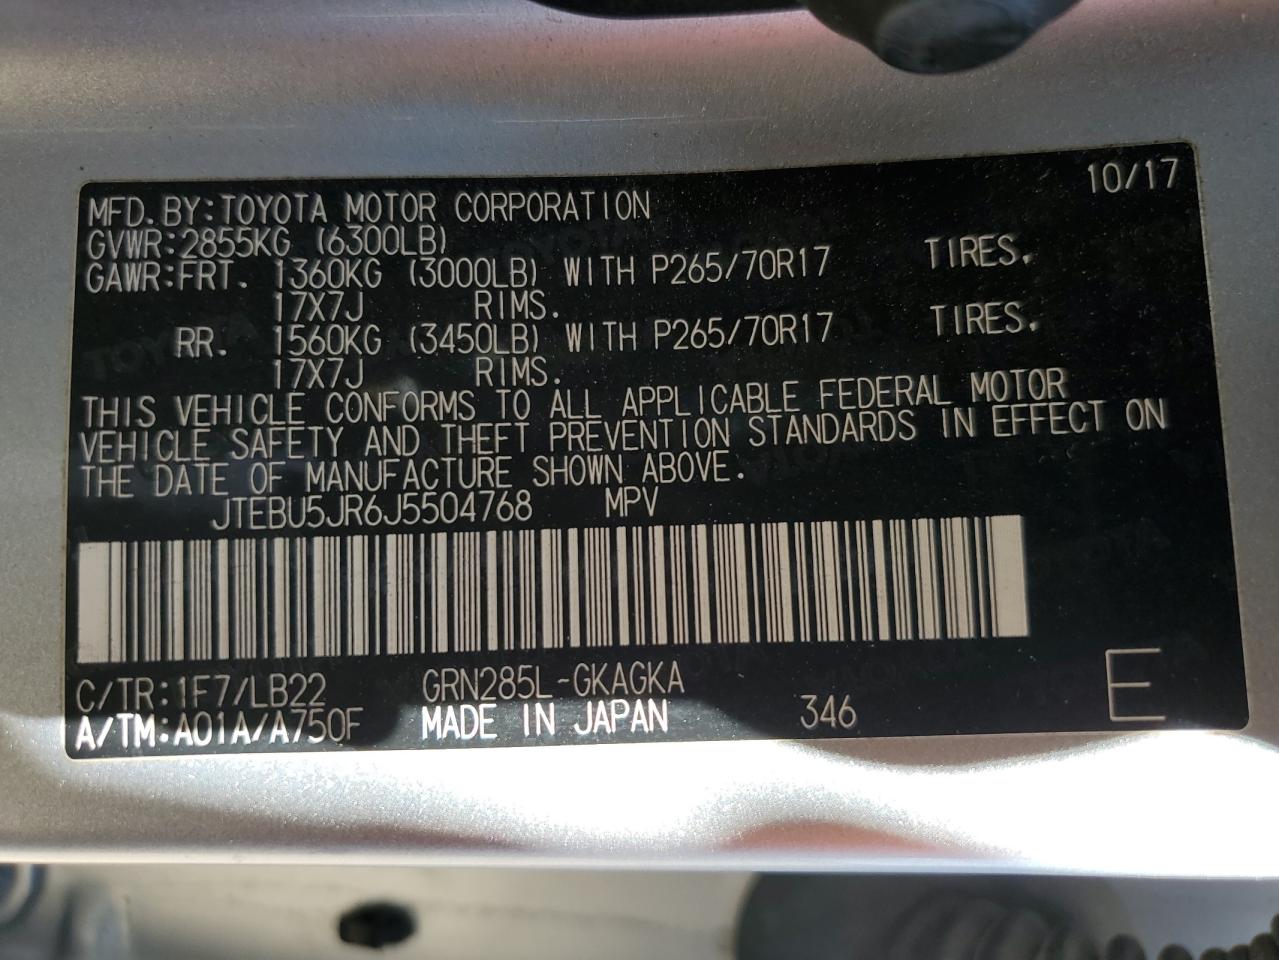 10/17
MFD.BY:TOYOTA MOTOR CORPORATION
GVWR:2855KG (6300LB)
GAWR:FRT. 1360KG (3000LB) WITH P265/70R17 TIRES.
17X7J RIMS.
RR. 1560KG (3450LB) WITH P265/70R17 TIRES.
17X7J RIMS.
THIS VEHICLE CONFORMS TO ALL APPLICABLE FEDERAL MOTOR
VEHICLE SAFETY AND THEFT PREVENTION STANDARDS IN EFFECT ON
THE DATE OF MANUFACTURE SHOWN ABOVE.
JTEBU5JR6J5504768 MPV
C/TR:1F7/LB22 GRN285L-GKAGKA
A/TM:A01A/A750F MADE IN JAPAN 346 E